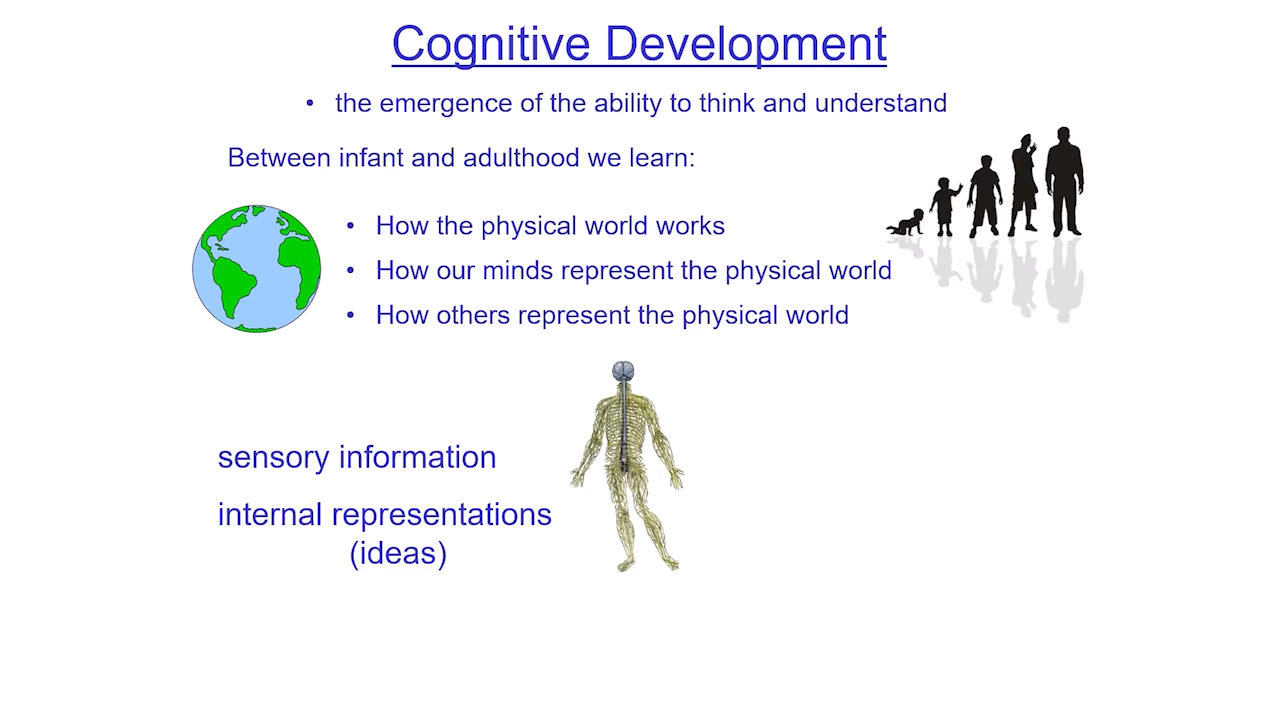 Cognitive Development
• the emergence of the ability to think and understand
Between infant and adulthood we learn:
• How the physical world works
• How our minds represent the physical world
• How others represent the physical world
sensory information
internal representations
(ideas)